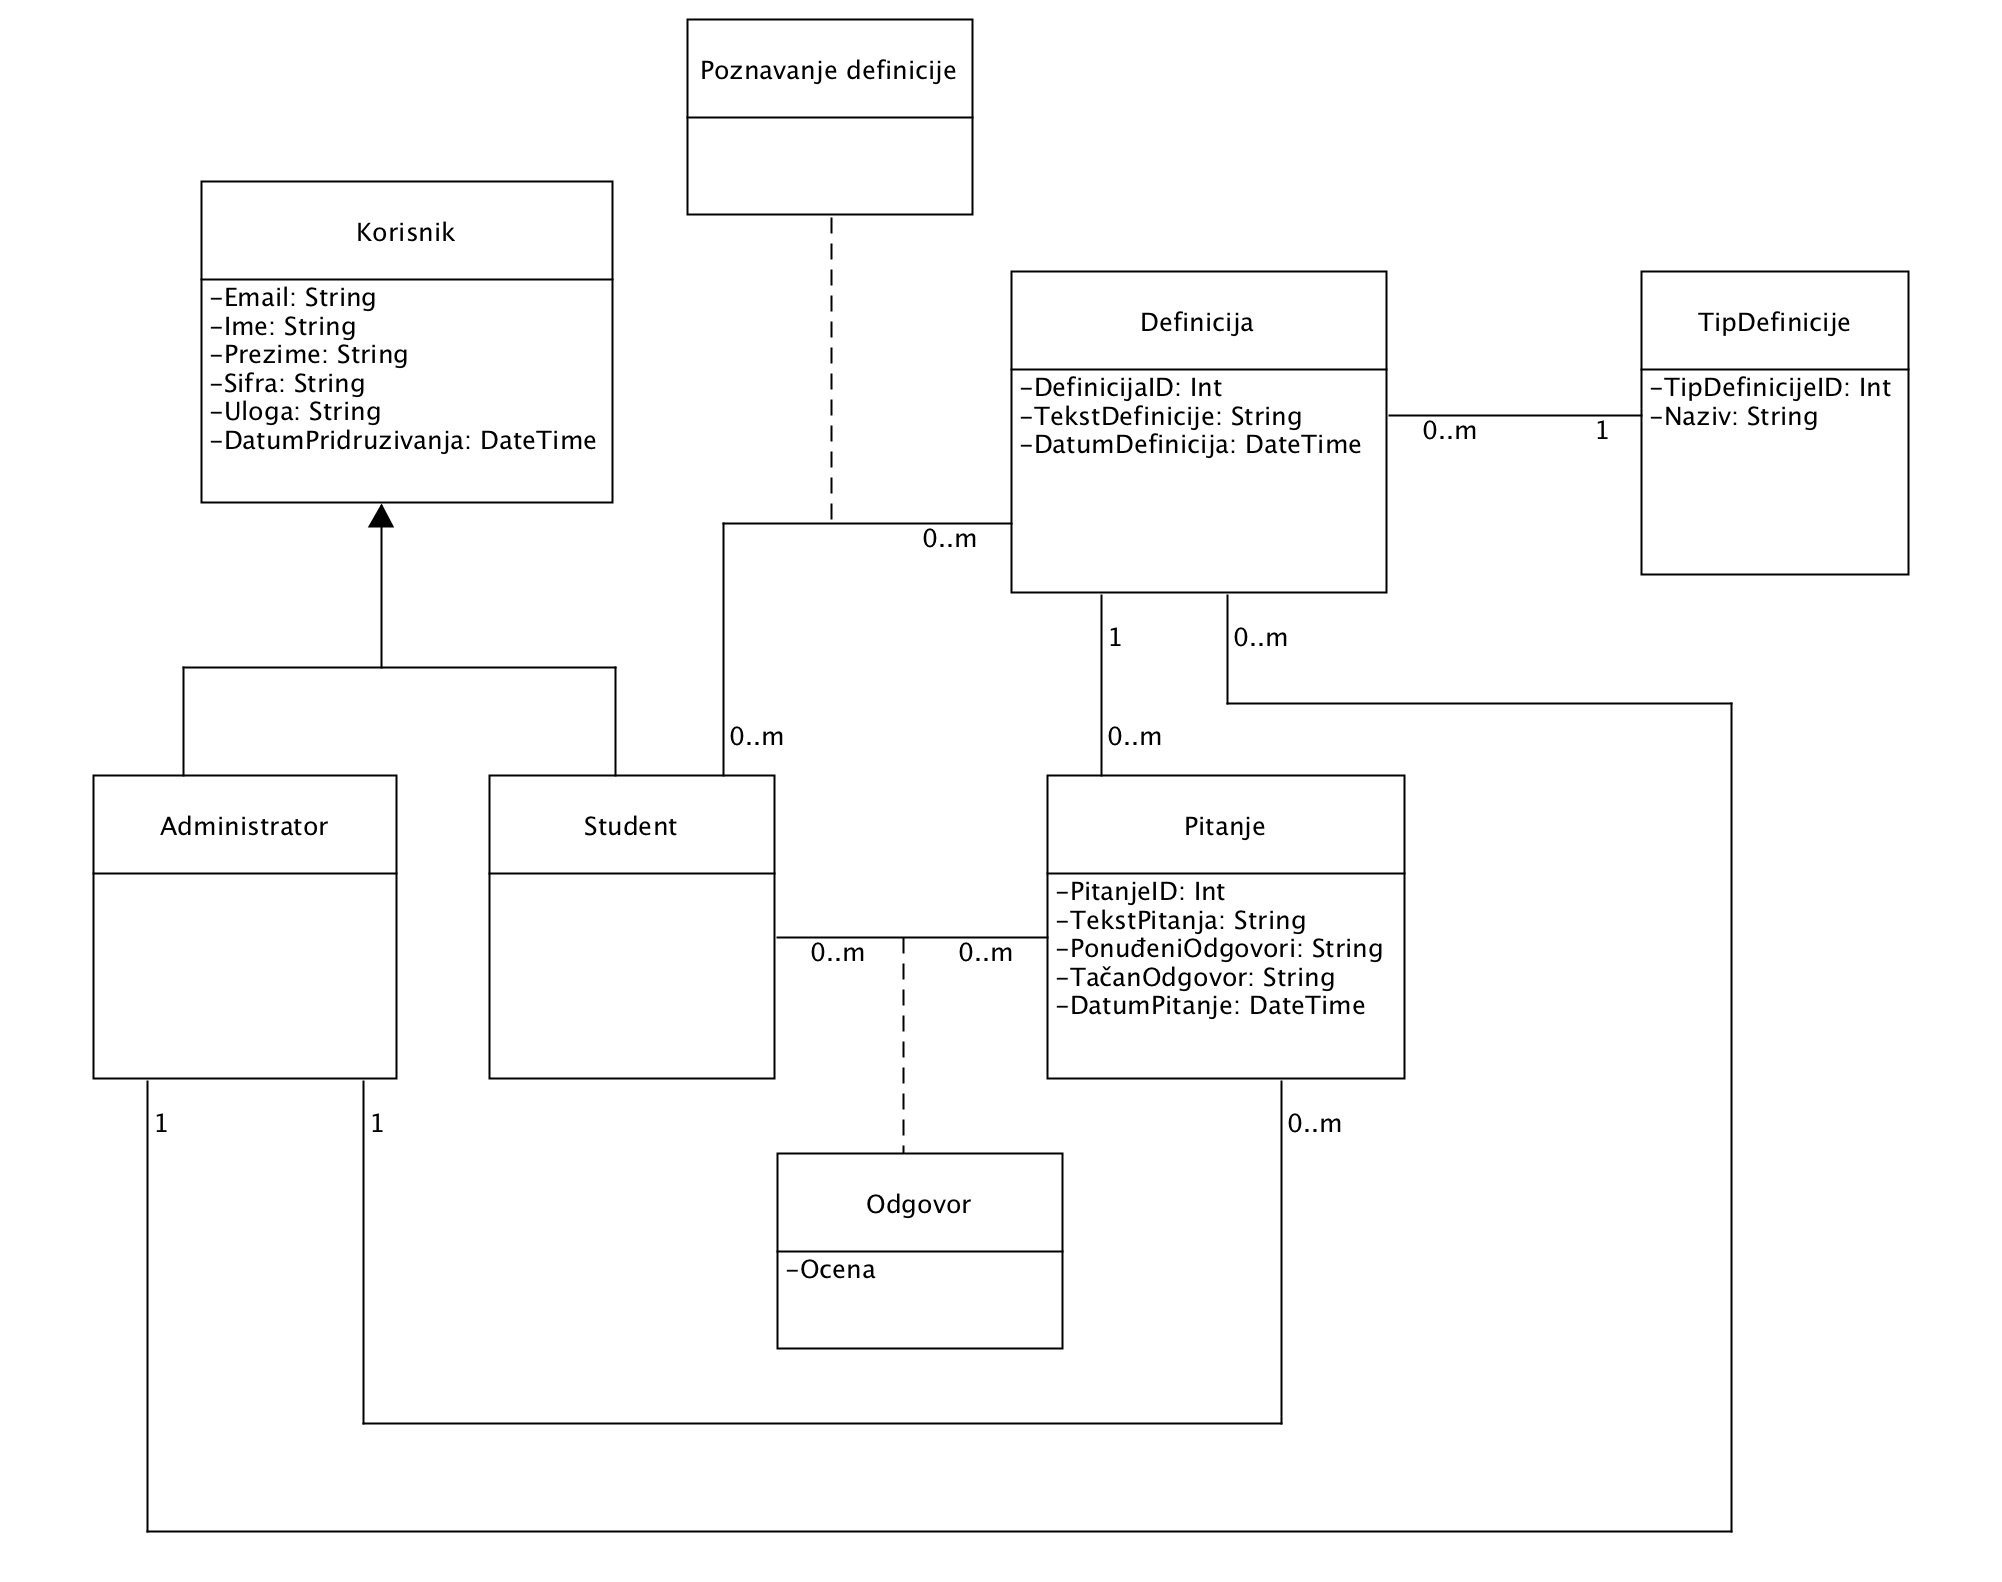 Poznavanje definicije
Korisnik
-Email: String
-Ime: String
-Prezime: String
-Sifra: String
-Uloga: String
-DatumPridruzivanja: DateTime
Definicija
-DefinicijaID: Int
-TekstDefinicije: String
-DatumDefinicija: DateTime
TipDefinicije
-TipDefinicijeID: Int
-Naziv: String
0..m
1
0..m
1
0..m
0..m
0..m
Administrator
Student
Pitanje
-PitanjeID: Int
-TekstPitanja: String
-PonuđeniOdgovori: String
-TačanOdgovor: String
-DatumPitanje: DateTime
0..m
0..m
1
1
0..m
Odgovor
-Ocena